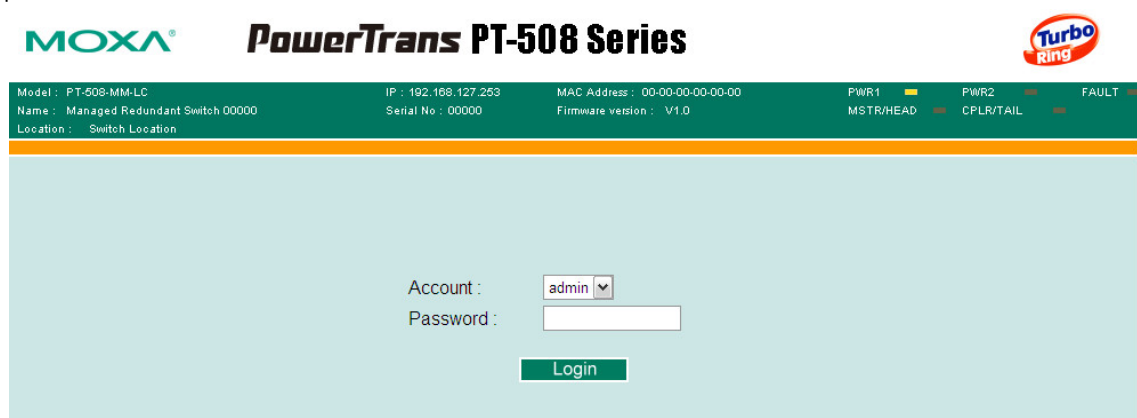 MOXA® PowerTrans PT-508 Series Turbo Ring
Model : PT-508-MM-LC IP : 192.168.127.253 MAC Address : 00-00-00-00-00-00 PWR1 PWR2 FAULT
Name : Managed Redundant Switch 00000 Serial No : 00000 Firmware version : V1.0 MSTR/HEAD CPLR/TAIL
Location : Switch Location
Account : admin
Password :
Login